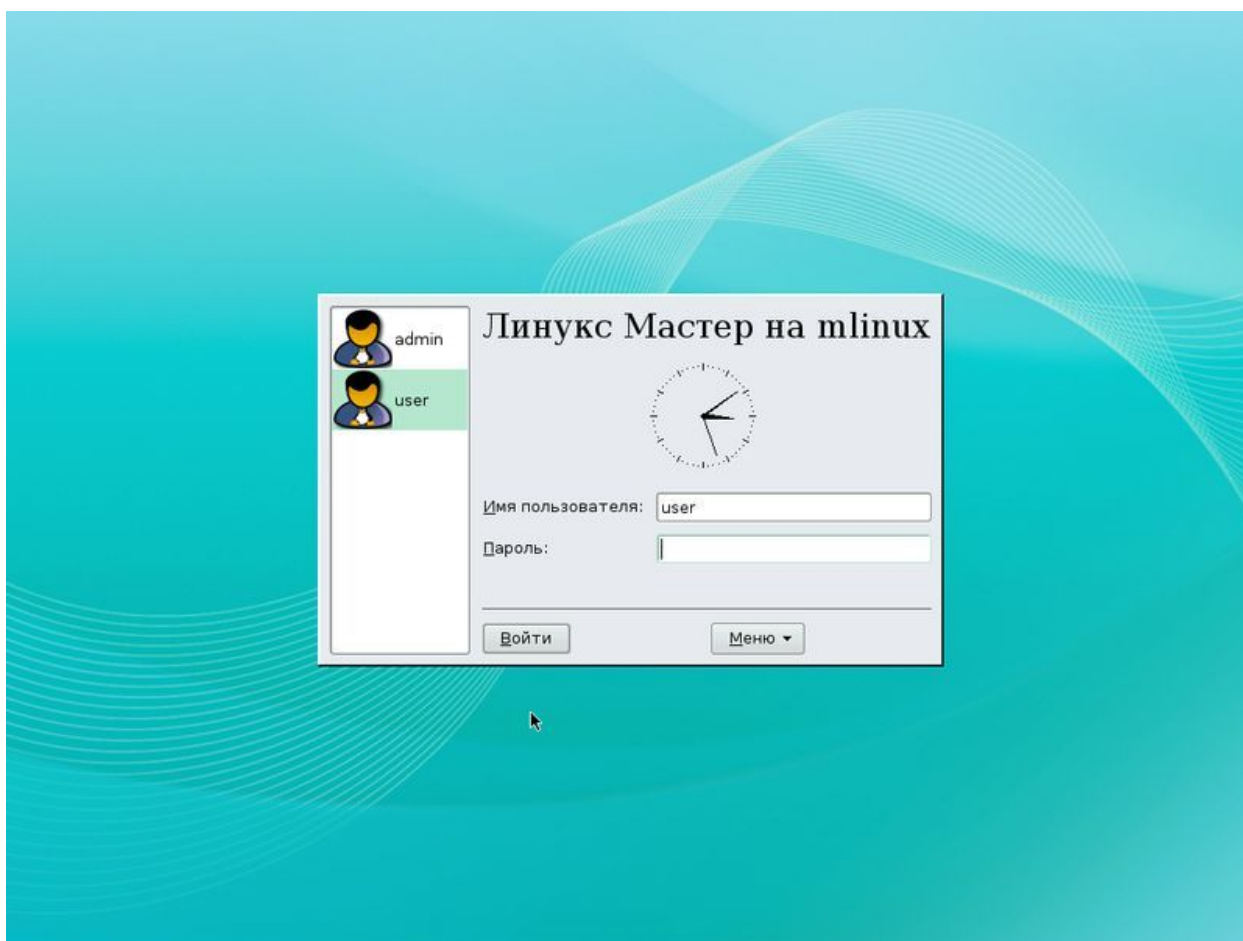 admin
user
Линукс Мастер на mlinux
Имя пользователя: user
Пароль:
Войти
Меню